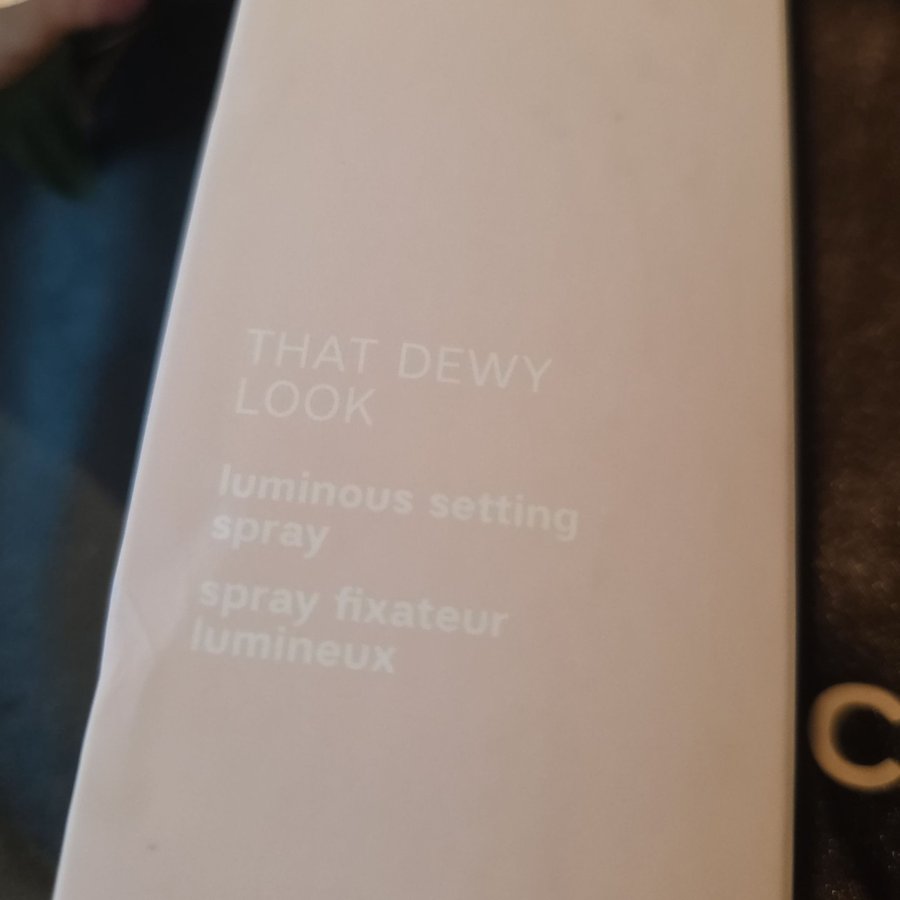 THAT DEWY
LOOK
luminous setting
spray
spray fixateur
lumineux
C